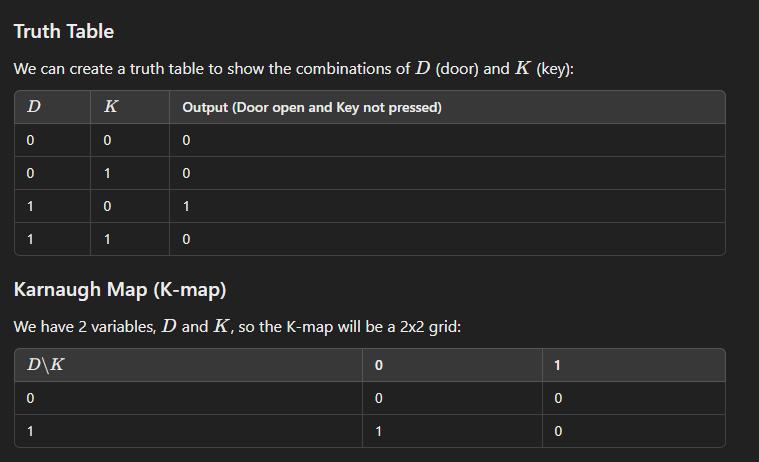 Truth Table
We can create a truth table to show the combinations of D (door) and K (key):
D K Output (Door open and Key not pressed)
0 0 0
0 1 0
1 0 1
1 1 0
Karnaugh Map (K-map)
We have 2 variables, D and K, so the K-map will be a 2x2 grid:
D\K 0 1
0 0 0
1 1 0